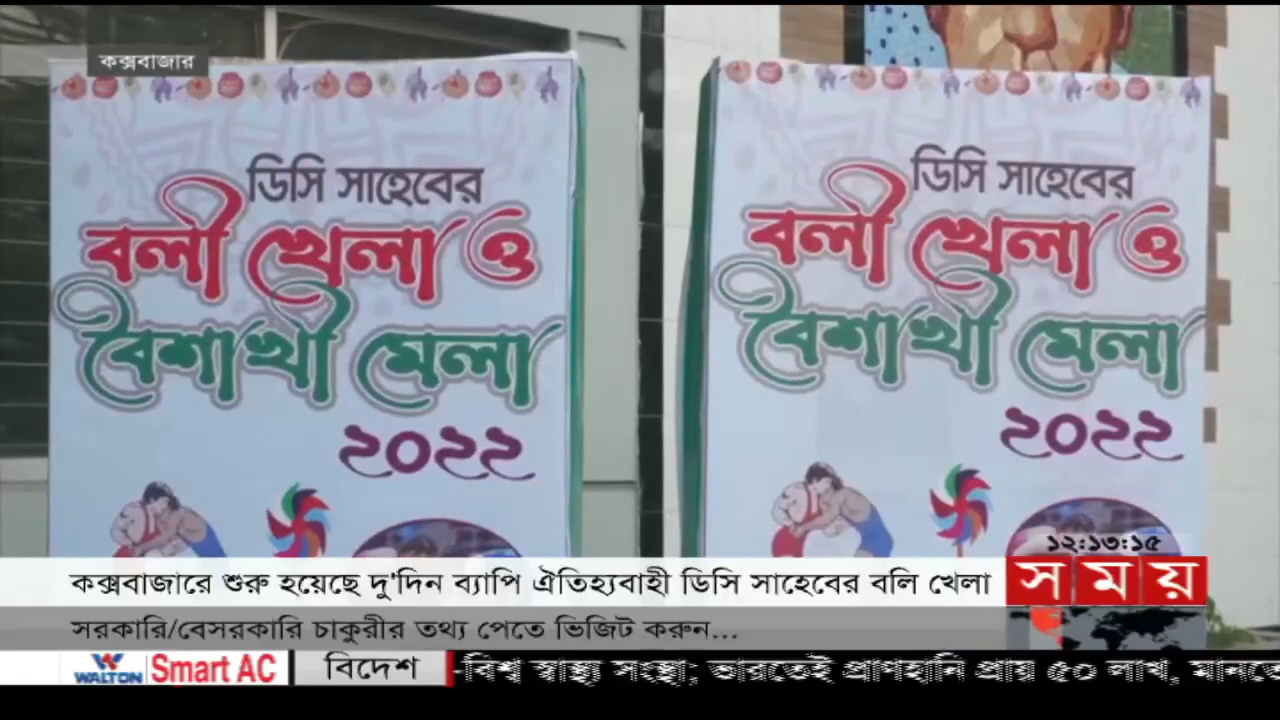 কক্সবাজার
ডিসি সাহেবের
বলী খেলা ও
বৈশাখী মেলা
২০২২
ডিসি সাহেবের
বলী খেলা ও
বৈশাখী মেলা
২০২২
১২:১৩:১৫
সময়
কক্সবাজারে শুরু হয়েছে দু'দিন ব্যাপি ঐতিহ্যবাহী ডিসি সাহেবের বলি খেলা
সরকারি/বেসরকারি চাকুরীর তথ্য পেতে ভিজিট করুন...
WALTON Smart AC বিদেশ -বিশ্ব স্বাস্থ্য সংস্থা; ভারতেই প্রাণহানি প্রায় ৫০ লাখ,